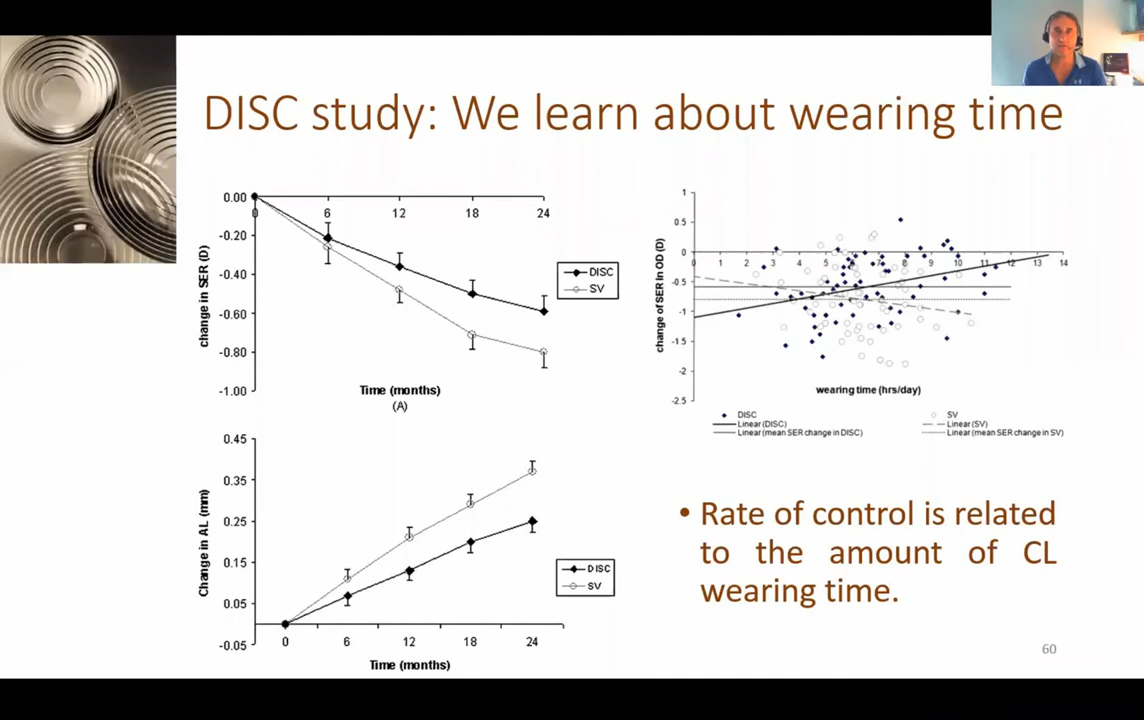 DISC study: We learn about wearing time
0.00
-0.20
-0.40
-0.60
-0.80
-1.00
change in SER (D)
0 6 12 18 24
DISC
SV
Time (months)
(A)
0.45
0.35
0.25
0.15
0.05
-0.05
Change in AL (mm)
DISC
SV
0 6 12 18 24
Time (months)
1
0.5
0
-0.5
-1
-1.5
-2
-2.5
change of SER in OD (D)
0 1 2 3 4 5 6 7 8 9 10 11 12 13 14
wearing time (hrs/day)
DISC SV
Linear (DISC) Linear (SV)
Linear (mean SER change in DISC) Linear (mean SER change in SV)
• Rate of control is related
to the amount of CL
wearing time.
60